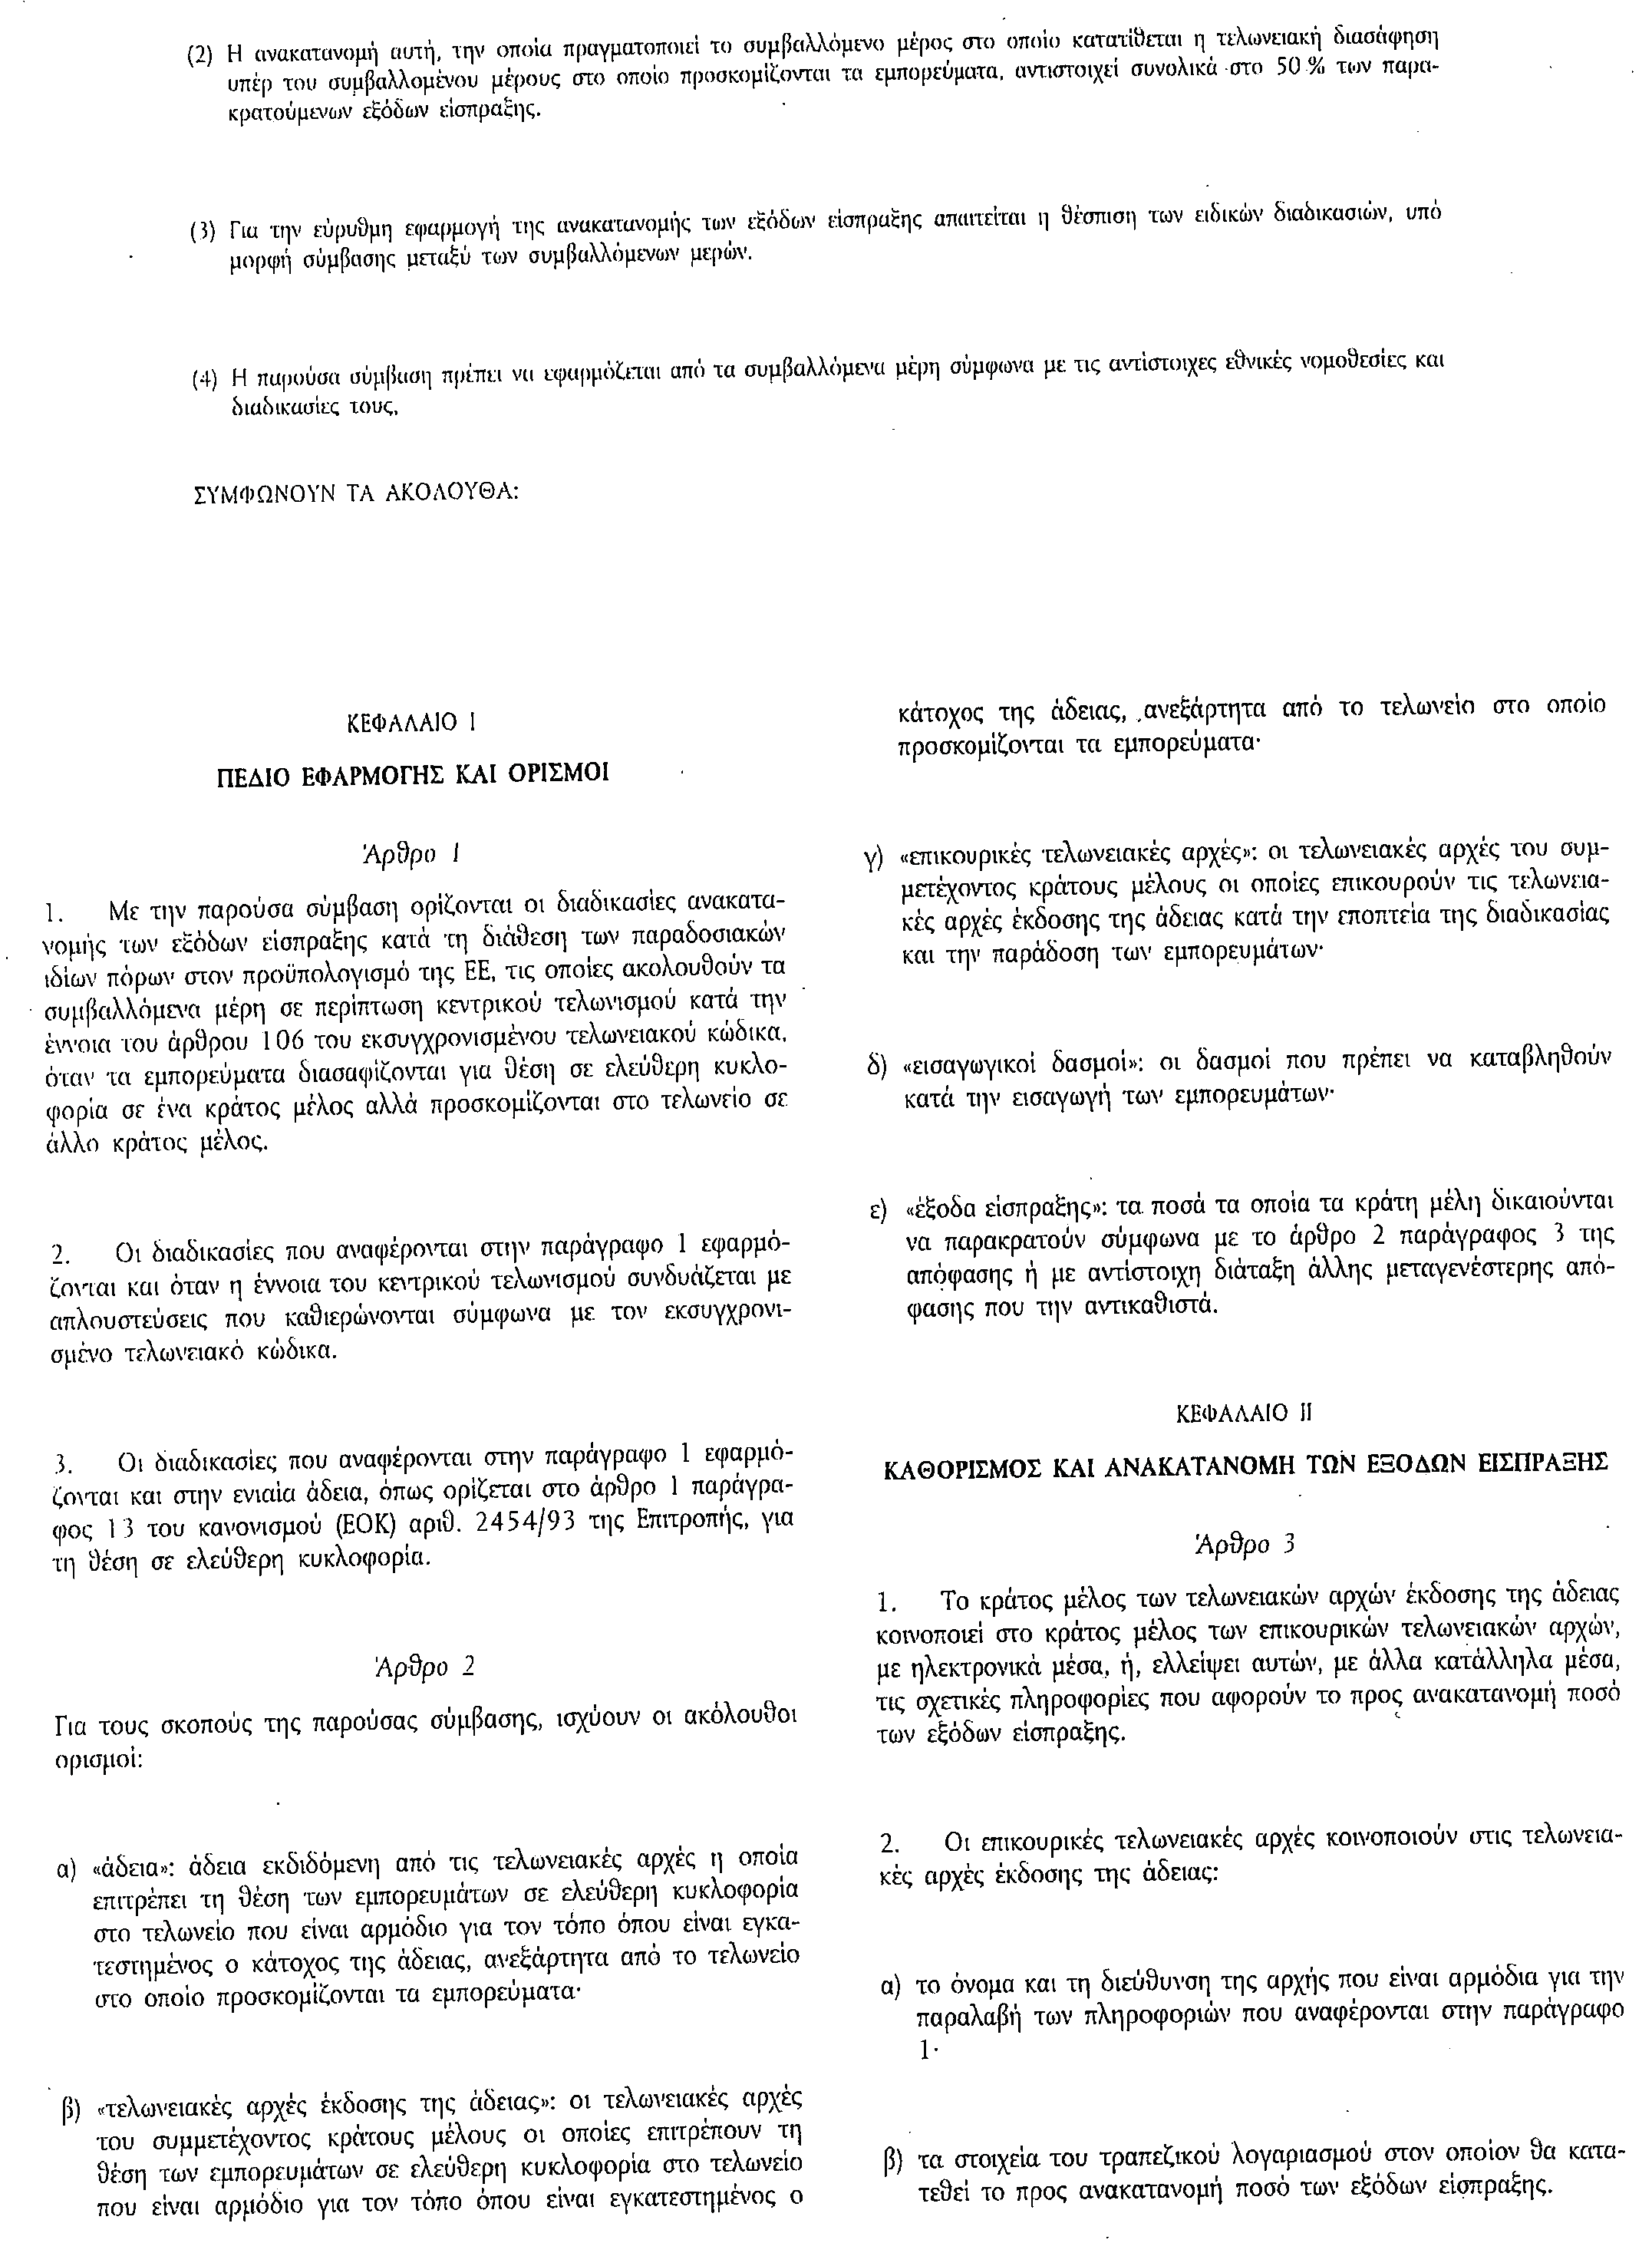 (2) Η ανακατανομή αυτή, την οποία πραγματοποιεί το συμβαλλόμενο μέρος στο οποίο κατατίθεται η τελωνειακή διασάφηση
υπέρ του συμβαλλομένου μέρους στο οποίο προσκομίζονται τα εμπορεύματα, αντιστοιχεί συνολικά στο 50 % των παρα-
κρατούμενων εξόδων είσπραξης.
(3) Για την εύρυθμη εφαρμογή της ανακατανομής των εξόδων είσπραξης απαιτείται η θέσπιση των ειδικών διαδικασιών, υπό
μορφή σύμβασης μεταξύ των συμβαλλόμενων μερών.
(4) Η παρούσα σύμβαση πρέπει να εφαρμόζεται από τα συμβαλλόμενα μέρη σύμφωνα με τις αντίστοιχες εθνικές νομοθεσίες και
διαδικασίες τους,
ΣΥΜΦΩΝΟΥΝ ΤΑ ΑΚΟΛΟΥΘΑ:
ΚΕΦΑΛΑΙΟ Ι
ΠΕΔΙΟ ΕΦΑΡΜΟΓΗΣ ΚΑΙ ΟΡΙΣΜΟΙ
Άρθρο 1
1. Με την παρούσα σύμβαση ορίζονται οι διαδικασίες ανακατα-
νομής των εξόδων είσπραξης κατά τη διάθεση των παραδοσιακών
ιδίων πόρων στον προϋπολογισμό της ΕΕ, τις οποίες ακολουθούν τα
συμβαλλόμενα μέρη σε περίπτωση κεντρικού τελωνισμού κατά την
έννοια του άρθρου 106 του εκσυγχρονισμένου τελωνειακού κώδικα,
όταν τα εμπορεύματα διασαφίζονται για θέση σε ελεύθερη κυκλο-
φορία σε ένα κράτος μέλος αλλά προσκομίζονται στο τελωνείο σε
άλλο κράτος μέλος.
2. Οι διαδικασίες που αναφέρονται στην παράγραφο 1 εφαρμό-
ζονται και όταν η έννοια του κεντρικού τελωνισμού συνδυάζεται με
απλουστεύσεις που καθιερώνονται σύμφωνα με τον εκσυγχρονι-
σμένο τελωνειακό κώδικα.
3. Οι διαδικασίες που αναφέρονται στην παράγραφο 1 εφαρμό-
ζονται και στην ενιαία άδεια, όπως ορίζεται στο άρθρο 1 παράγρα-
φος 13 του κανονισμού (ΕΟΚ) αριθ. 2454/93 της Επιτροπής, για
τη θέση σε ελεύθερη κυκλοφορία.
Άρθρο 2
Για τους σκοπούς της παρούσας σύμβασης, ισχύουν οι ακόλουθοι
ορισμοί:
α) «άδεια»: άδεια εκδιδόμενη από τις τελωνειακές αρχές η οποία
επιτρέπει τη θέση των εμπορευμάτων σε ελεύθερη κυκλοφορία
στο τελωνείο που είναι αρμόδιο για τον τόπο όπου είναι εγκα-
τεστημένος ο κάτοχος της άδειας, ανεξάρτητα από το τελωνείο
στο οποίο προσκομίζονται τα εμπορεύματα·
β) «τελωνειακές αρχές έκδοσης της άδειας»: οι τελωνειακές αρχές
του συμμετέχοντος κράτους μέλους οι οποίες επιτρέπουν τη
θέση των εμπορευμάτων σε ελεύθερη κυκλοφορία στο τελωνείο
που είναι αρμόδιο για τον τόπο όπου είναι εγκατεστημένος ο
κάτοχος της άδειας, ανεξάρτητα από το τελωνείο στο οποίο
προσκομίζονται τα εμπορεύματα·
γ) «επικουρικές τελωνειακές αρχές»: οι τελωνειακές αρχές του συμ-
μετέχοντος κράτους μέλους οι οποίες επικουρούν τις τελωνεια-
κές αρχές έκδοσης της άδειας κατά την εποπτεία της διαδικασίας
και την παράδοση των εμπορευμάτων·
δ) «εισαγωγικοί δασμοί»: οι δασμοί που πρέπει να καταβληθούν
κατά την εισαγωγή των εμπορευμάτων·
ε) «έξοδα είσπραξης»: τα ποσά τα οποία τα κράτη μέλη δικαιούνται
να παρακρατούν σύμφωνα με το άρθρο 2 παράγραφος 3 της
απόφασης ή με αντίστοιχη διάταξη άλλης μεταγενέστερης από-
φασης που την αντικαθιστά.
ΚΕΦΑΛΑΙΟ ΙΙ
ΚΑΘΟΡΙΣΜΟΣ ΚΑΙ ΑΝΑΚΑΤΑΝΟΜΗ ΤΩΝ ΕΞΟΔΩΝ ΕΙΣΠΡΑΞΗΣ
Άρθρο 3
1. Το κράτος μέλος των τελωνειακών αρχών έκδοσης της άδειας
κοινοποιεί στο κράτος μέλος των επικουρικών τελωνειακών αρχών,
με ηλεκτρονικά μέσα, ή, ελλείψει αυτών, με άλλα κατάλληλα μέσα,
τις σχετικές πληροφορίες που αφορούν το προς ανακατανομή ποσό
των εξόδων είσπραξης.
2. Οι επικουρικές τελωνειακές αρχές κοινοποιούν στις τελωνεια-
κές αρχές έκδοσης της άδειας:
α) το όνομα και τη διεύθυνση της αρχής που είναι αρμόδια για την
παραλαβή των πληροφοριών που αναφέρονται στην παράγραφο
1·
β) τα στοιχεία του τραπεζικού λογαριασμού στον οποίον θα κατα-
τεθεί το προς ανακατανομή ποσό των εξόδων είσπραξης.